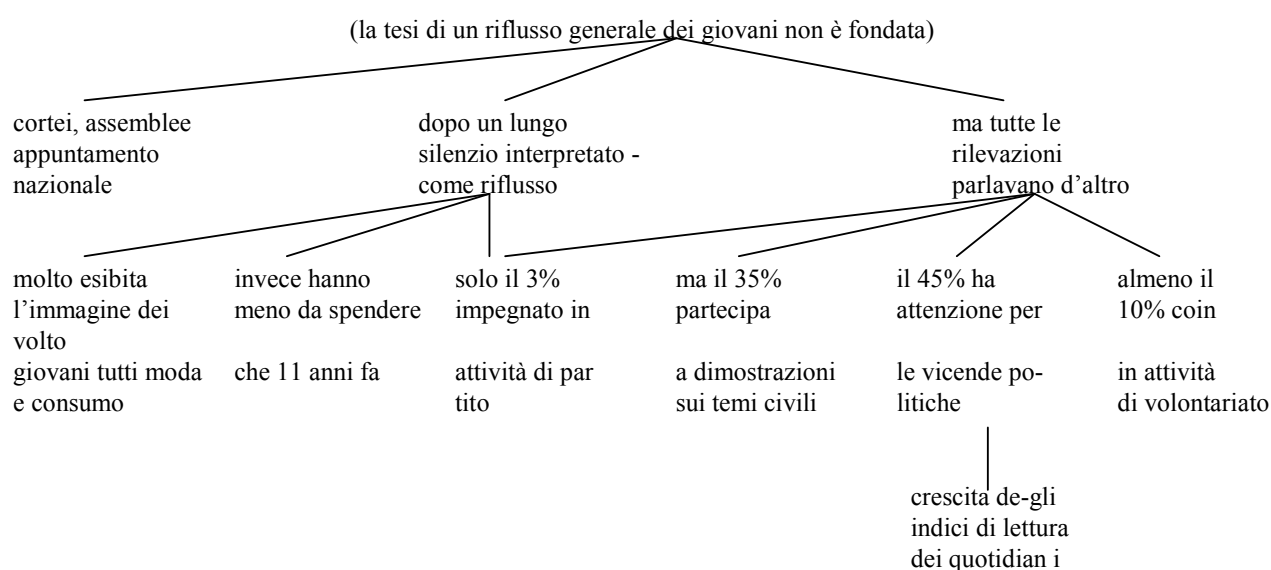 (la tesi di un riflusso generale dei giovani non è fondata)
cortei, assemblee
appuntamento
nazionale
dopo un lungo
silenzio interpretato -
come riflusso
ma tutte le
rilevazioni
parlavano d’altro
molto esibita
l’immagine dei
volto
giovani tutti moda
e consumo
invece hanno
meno da spendere
che 11 anni fa
solo il 3%
impegnato in
attività di par
tito
ma il 35%
partecipa
a dimostrazioni
sui temi civili
il 45% ha
attenzione per
le vicende po-
litiche
almeno il
10% coin
in attività
di volontariato
crescita de-gli
indici di lettura
dei quotidian i